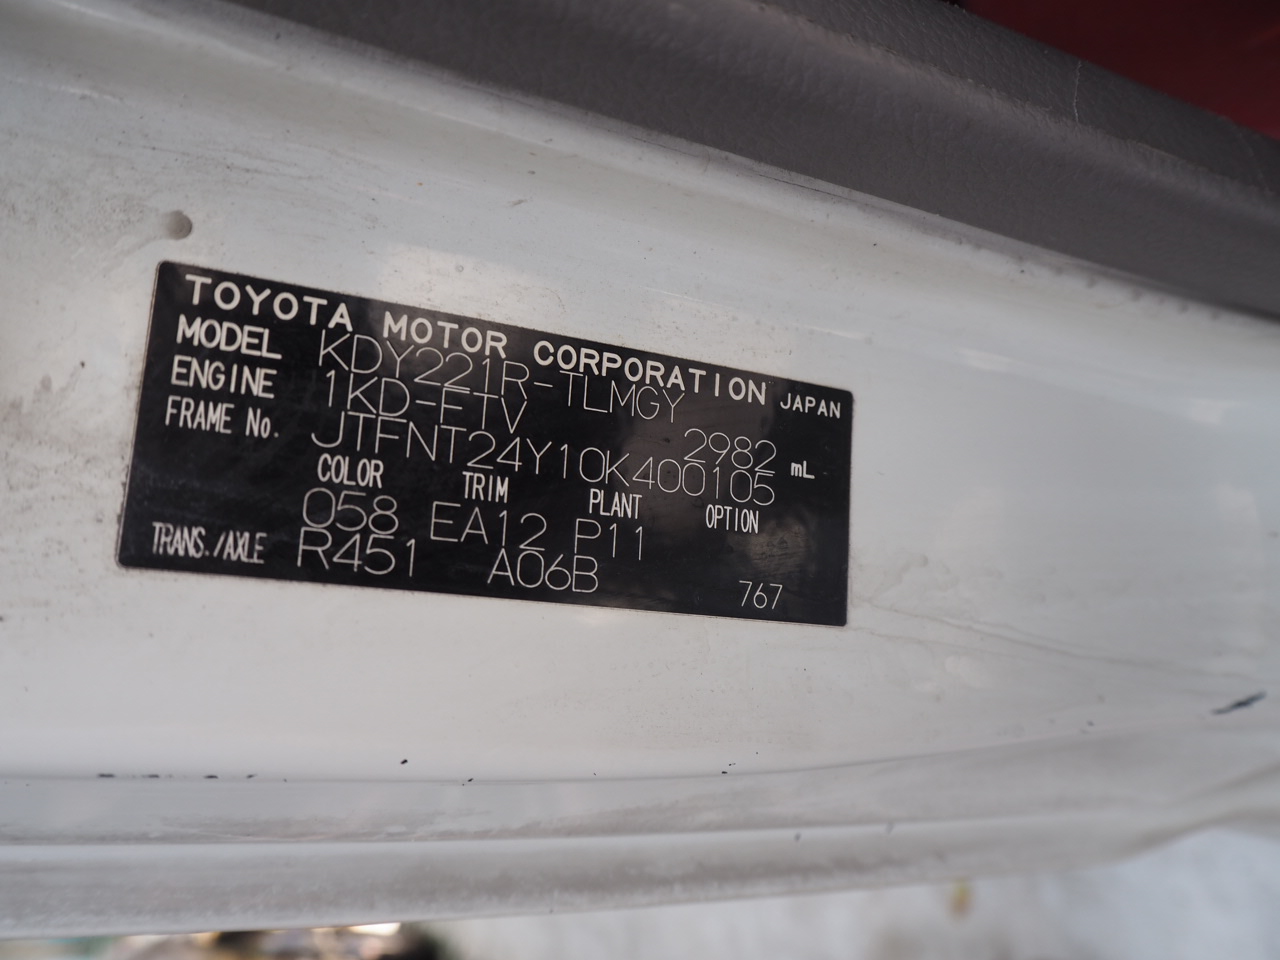 TOYOTA MOTOR CORPORATION JAPAN
MODEL KDY221R-TLMGY
ENGINE 1KD-FTV 2982 mL
FRAME No. JTFNT24Y10K400105
COLOR TRIM PLANT OPTION
058 EA12 P11
TRANS./AXLE R451 A06B 767